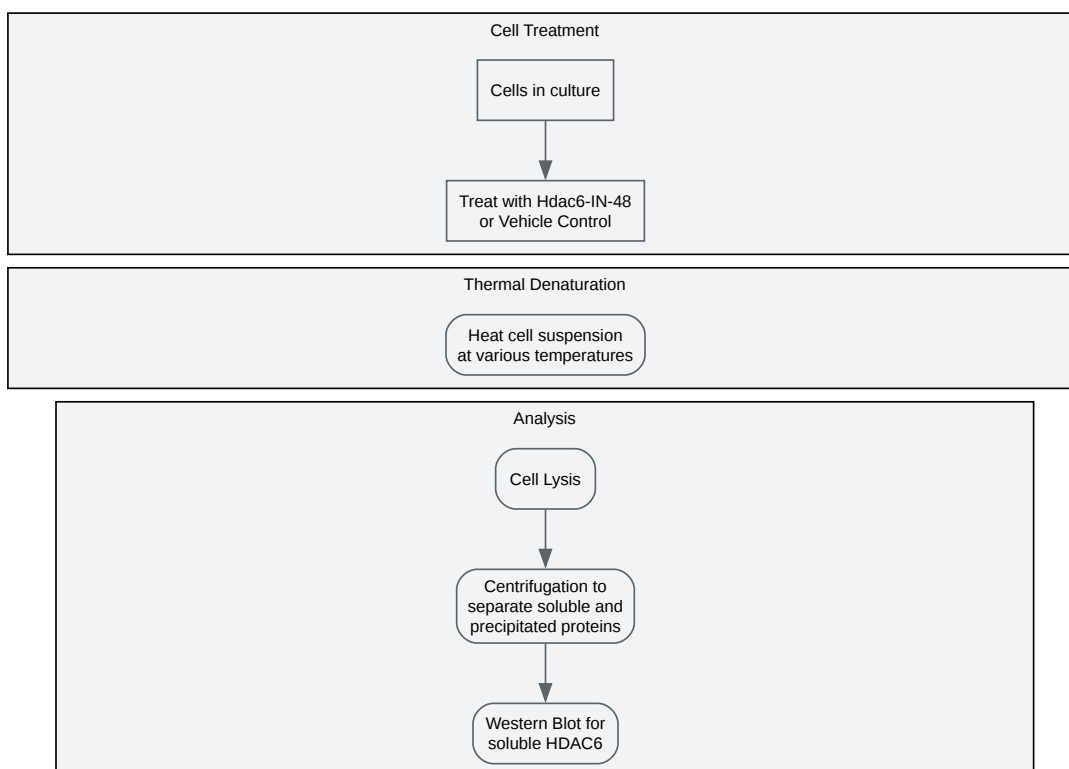 Cell Treatment
Cells in culture
Treat with Hdac6-IN-48
or Vehicle Control
Thermal Denaturation
Heat cell suspension
at various temperatures
Analysis
Cell Lysis
Centrifugation to
separate soluble and
precipitated proteins
Western Blot for
soluble HDAC6